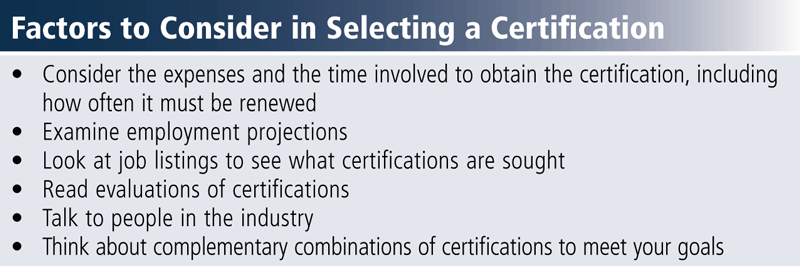 Factors to Consider in Selecting a Certification
• Consider the expenses and the time involved to obtain the certification, including
how often it must be renewed
• Examine employment projections
• Look at job listings to see what certifications are sought
• Read evaluations of certifications
• Talk to people in the industry
• Think about complementary combinations of certifications to meet your goals